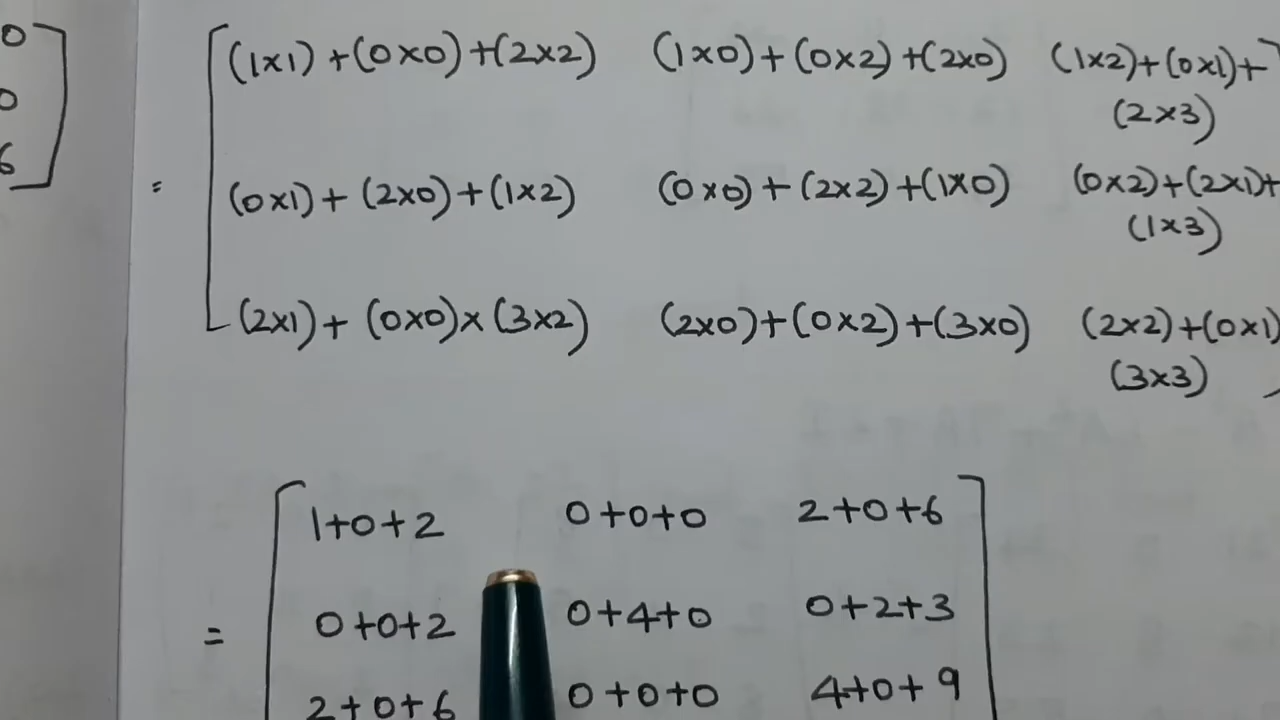 0
0
6
= (1×1)+(0×0)+(2×2) (1×0)+(0×2)+(2×0) (1×2)+(0×1)+
(2×3)
(0×1)+(2×0)+(1×2) (0×0)+(2×2)+(1×0) (0×2)+(2×1)+
(1×3)
(2×1)+(0×0)×(3×2) (2×0)+(0×2)+(3×0) (2×2)+(0×1)
(3×3)
= 1+0+2 0+0+0 2+0+6
0+0+2 0+4+0 0+2+3
2+0+6 0+0+0 4+0+9